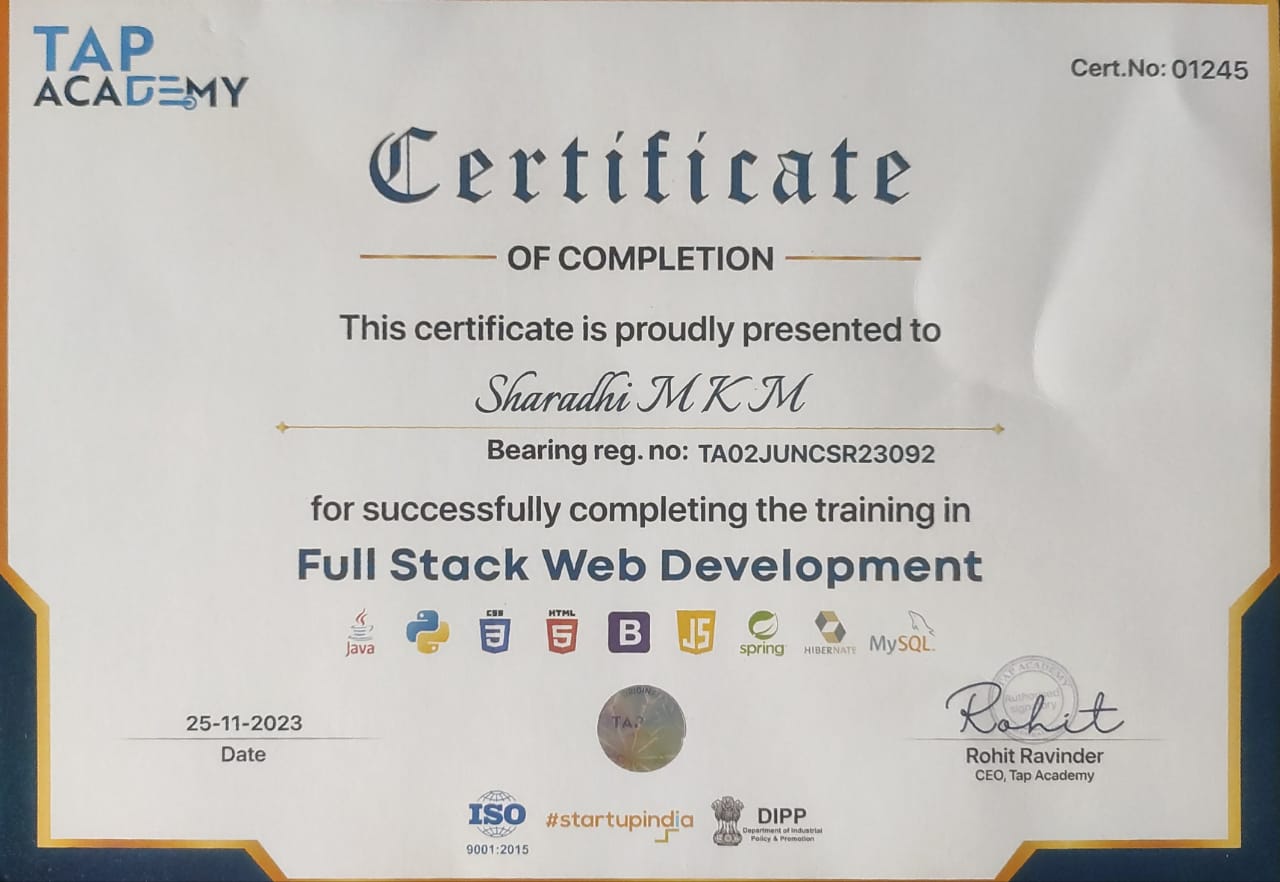 TAP
ACADEMY
Cert.No: 01245
Certificate
OF COMPLETION
This certificate is proudly presented to
Sharadhi M K M
Bearing reg. no: TA02JUNCSR23092
for successfully completing the training in
Full Stack Web Development
Java
CSS
3
HTML
5
B
JS
spring
HIBERNATE
MySQL
TAP
25-11-2023
Date
TAP ACADEMY
Authorised
signatory
Rohit
Rohit Ravinder
CEO, Tap Academy
ISO
9001:2015
#startupindia
DIPP
Department of Industrial
Policy & Promotion